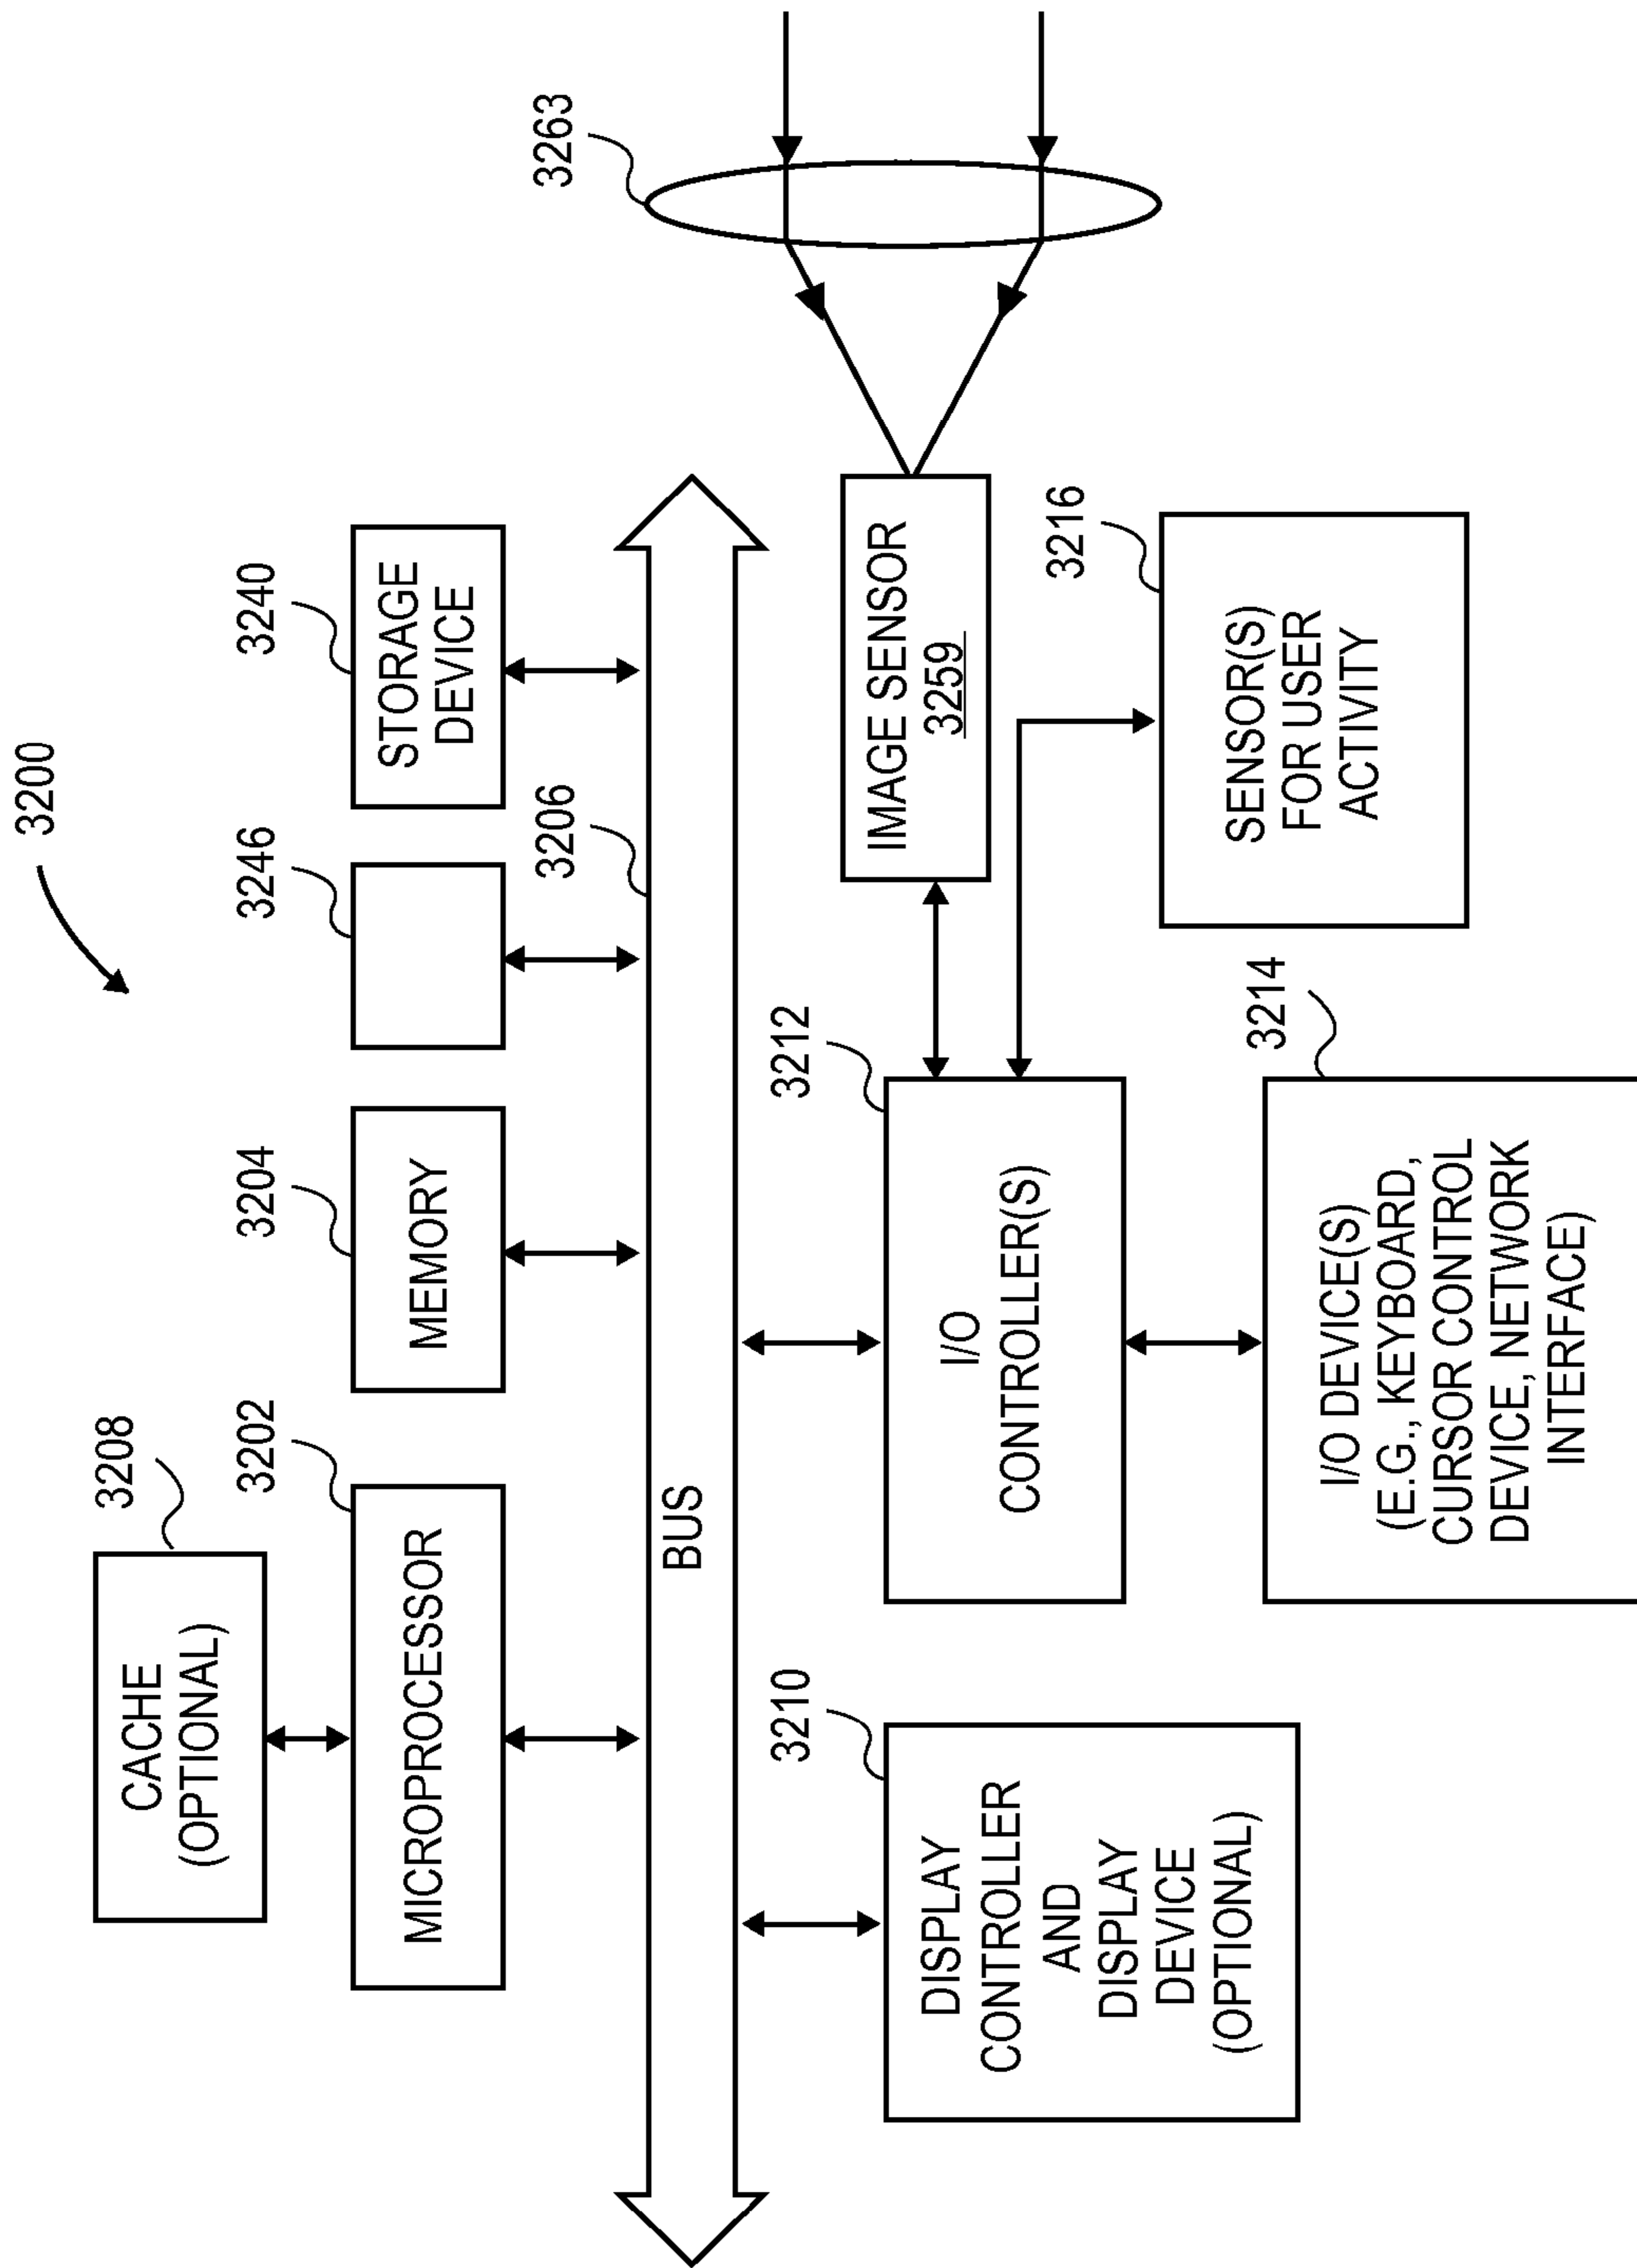 3200
3208
CACHE
(OPTIONAL)
3202
MICROPROCESSOR
3204
MEMORY
3246
3240
STORAGE
DEVICE
3206
BUS
3210
DISPLAY
CONTROLLER
AND
DISPLAY
DEVICE
(OPTIONAL)
3212
I/O
CONTROLLER(S)
IMAGE SENSOR
3259
3263
3214
I/O DEVICE(S)
(E.G., KEYBOARD,
CURSOR CONTROL
DEVICE, NETWORK
INTERFACE)
3216
SENSOR(S)
FOR USER
ACTIVITY